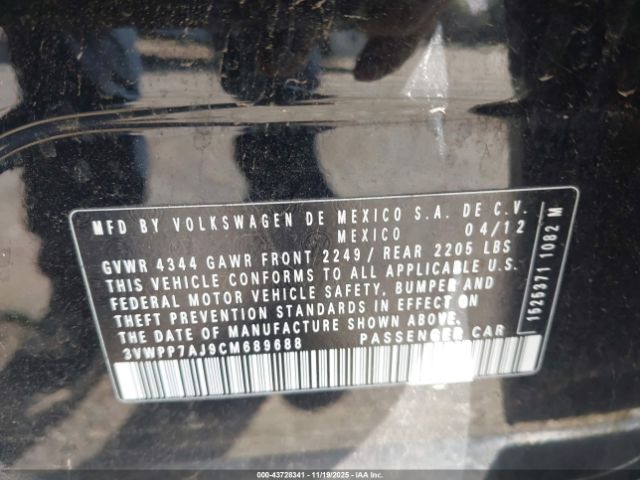 MFD BY VOLKSWAGEN DE MEXICO S.A. DE C.V.
MEXICO 04/12
GVWR 4344 GAWR FRONT 2249 / REAR 2205 LBS
THIS VEHICLE CONFORMS TO ALL APPLICABLE U.S.
FEDERAL MOTOR VEHICLE SAFETY, BUMPER AND
THEFT PREVENTION STANDARDS IN EFFECT ON
THE DATE OF MANUFACTURE SHOWN ABOVE.
3VWPP7AJ9CM689688 PASSENGER CAR
1525371 1082 M
000-43728341 - 11/19/2025 - IAAI